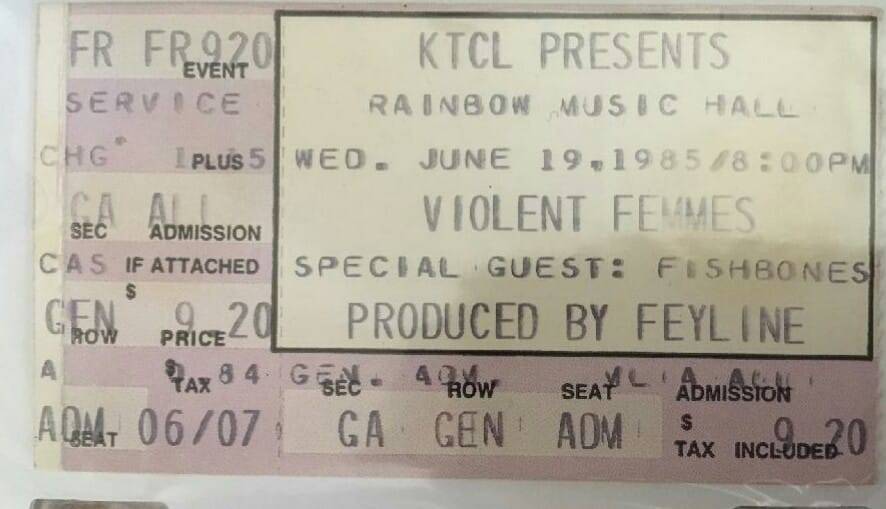 FR FR920
EVENT
SERVICE
CHG PLUS
GA ALL
SEC ADMISSION
CAS IF ATTACHED
$
GEN 9.20
ROW PRICE
A $ .84
TAX
ADM 06/07
SEAT
KTCL PRESENTS
RAINBOW MUSIC HALL
WED. JUNE 19,1985/8:00PM
VIOLENT FEMMES
SPECIAL GUEST: FISHBONES
PRODUCED BY FEYLINE
GEN. ADM.
SEC ROW SEAT ADMISSION
GA GEN ADM $ 9.20
TAX INCLUDED